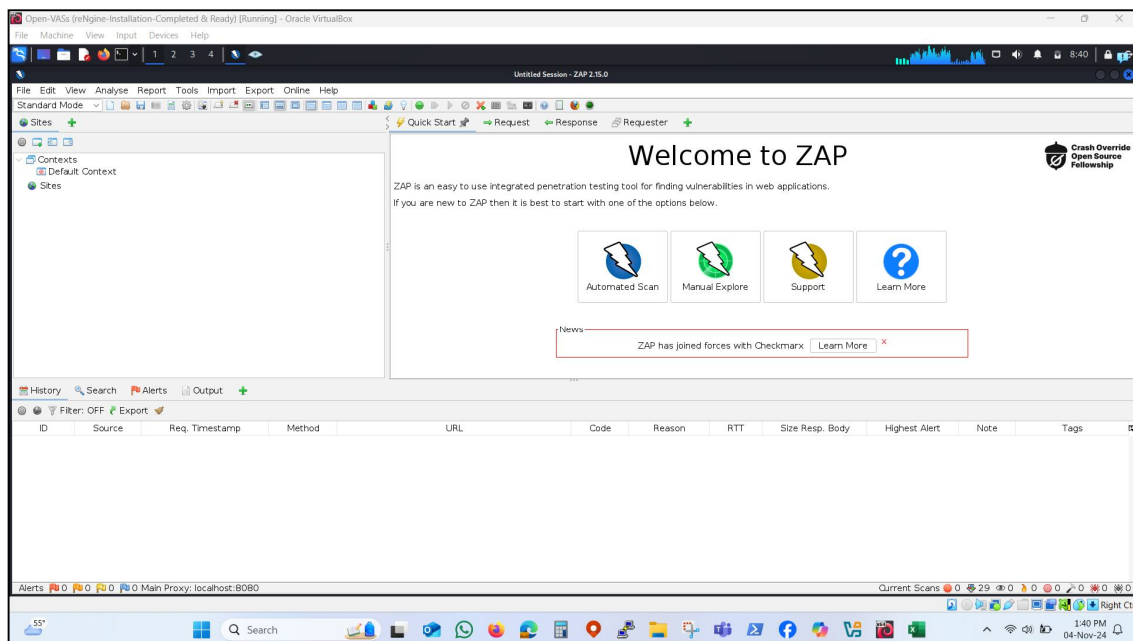 Open-VASs (reNgine-Installation-Completed & Ready) [Running] - Oracle VirtualBox
File Machine View Input Devices Help
1 2 3 4 8:40
Untitled Session - ZAP 2.15.0
File Edit View Analyse Report Tools Import Export Online Help
Standard Mode
Sites Quick Start Request Response Requester
Contexts
Default Context
Sites
Welcome to ZAP
Crash Override
Open Source
Fellowship
ZAP is an easy to use integrated penetration testing tool for finding vulnerabilities in web applications.
If you are new to ZAP then it is best to start with one of the options below.
Automated Scan Manual Explore Support Learn More
News
ZAP has joined forces with Checkmarx Learn More x
History Search Alerts Output
Filter: OFF Export
ID Source Req. Timestamp Method URL Code Reason RTT Size Resp. Body Highest Alert Note Tags
Alerts 0 0 0 0 Main Proxy: localhost:8080 Current Scans 0 29 0 0 0 0 0 0
Right Ct
55°
Search
1:40 PM
04-Nov-24